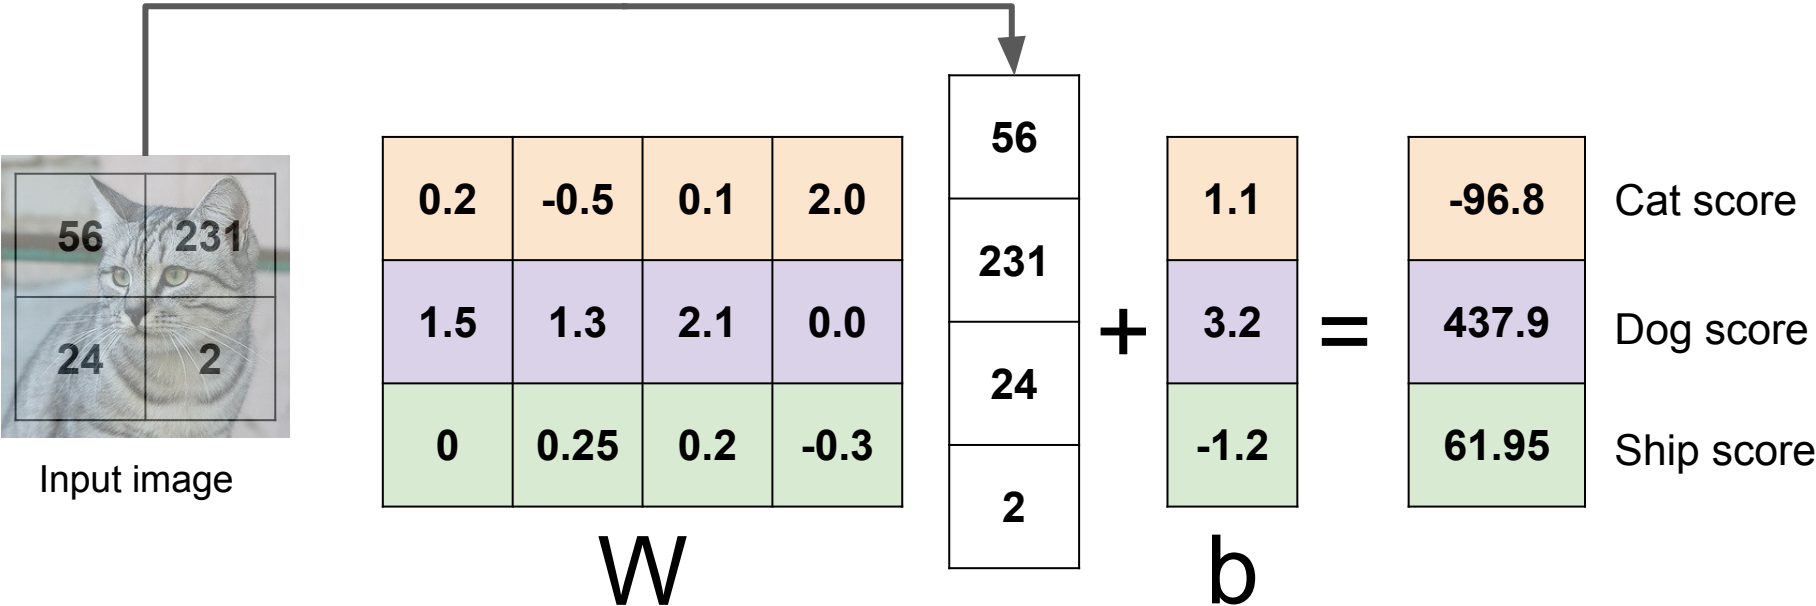 56 231
24 2
Input image
0.2 -0.5 0.1 2.0
1.5 1.3 2.1 0.0
0 0.25 0.2 -0.3
W
56
231
24
2
+
1.1
3.2
-1.2
b
=
-96.8 Cat score
437.9 Dog score
61.95 Ship score